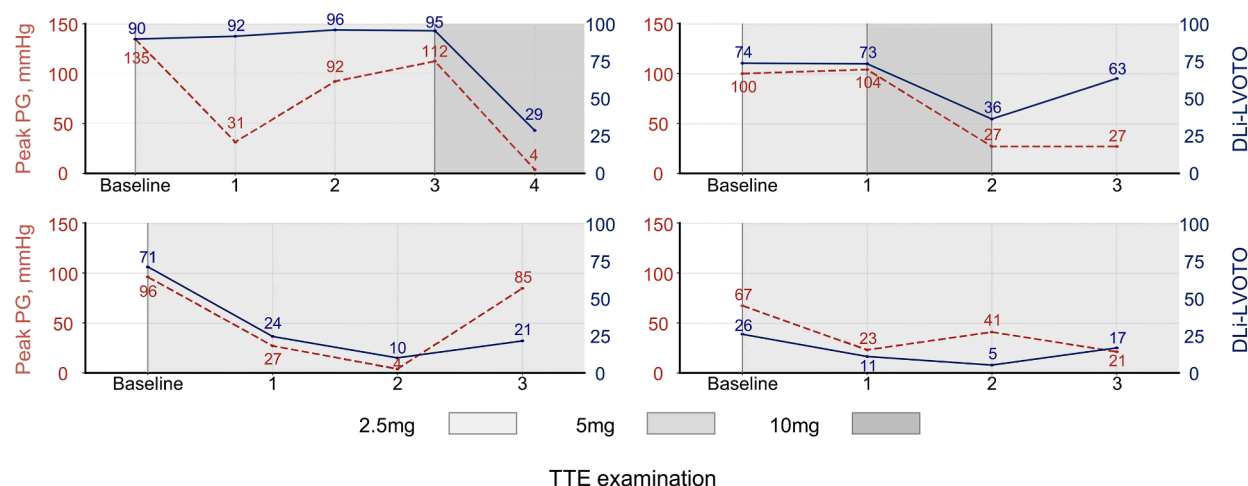 150 100
90 92 96 95
135 112
Peak PG, mmHg 100 92 75
50 31 29 50
4 25
0 0
Baseline 1 2 3 4
150 100
74 73 75
100 100 104 63 50
50 36 27 27 25
0 0
Baseline 1 2 3
DLi-LVOTO
150 100
71 75
Peak PG, mmHg 100 96 85
50 24 10 21 50
27 4 25
0 0
Baseline 1 2 3
150 100
100 75
67 50
50 26 23 41 17 25
11 5 21
0 0
Baseline 1 2 3
DLi-LVOTO
2.5mg 5mg 10mg
TTE examination